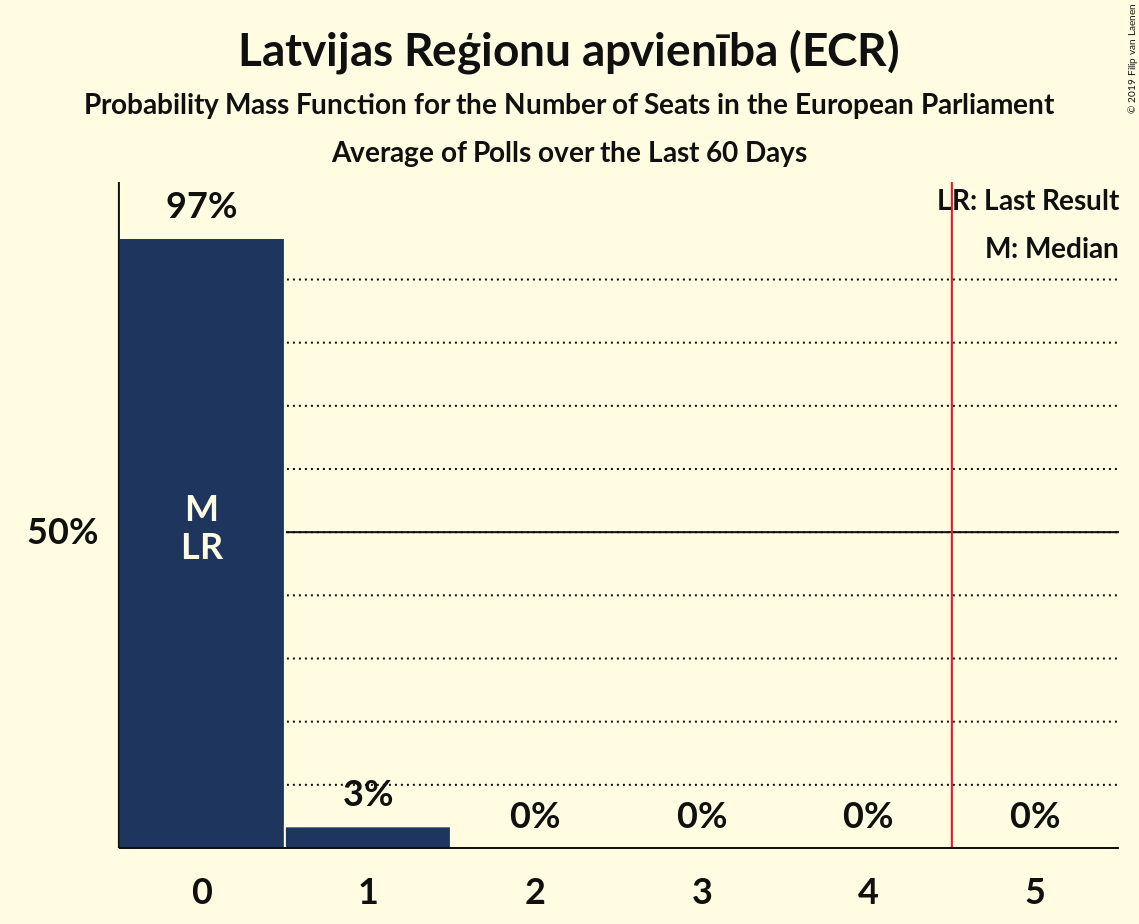 Latvijas Reģionu apvienība (ECR)
Probability Mass Function for the Number of Seats in the European Parliament
Average of Polls over the Last 60 Days
© 2019 Filip van Laenen
LR: Last Result
M: Median
97%
M
LR
50%
3%
0%
0%
0%
0%
0
1
2
3
4
5